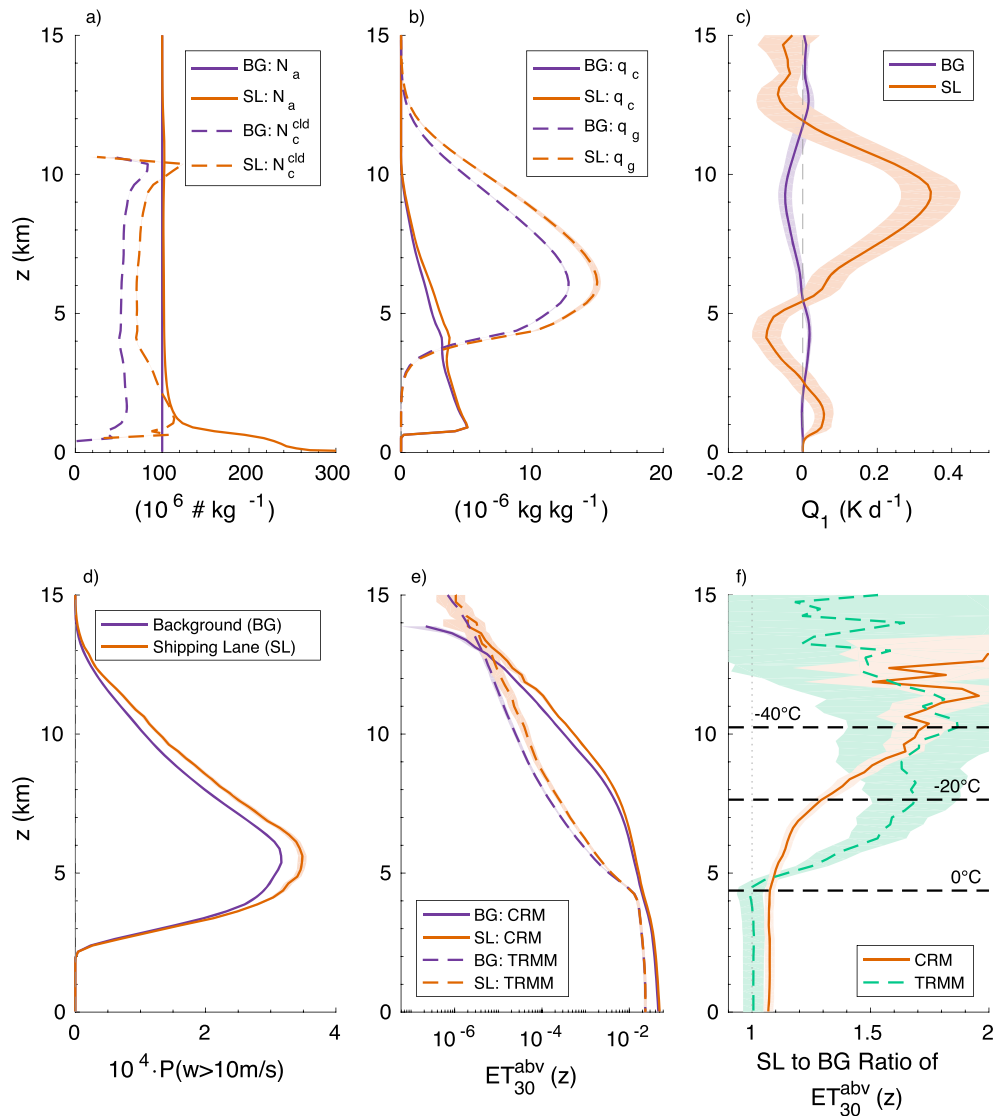 a)
15
10
5
0
z (km)
0
100
200
300
(10^6 # kg^-1)
BG: N_a
SL: N_a
BG: N_c^cld
SL: N_c^cld
b)
15
10
5
0
0
10
20
(10^-6 kg kg^-1)
BG: q_c
SL: q_c
BG: q_g
SL: q_g
c)
15
10
5
0
-0.2
0
0.2
0.4
Q_1 (K d^-1)
BG
SL
d)
15
10
5
0
z (km)
0
2
4
10^4·P(w>10m/s)
Background (BG)
Shipping Lane (SL)
e)
15
10
5
0
10^-6
10^-4
10^-2
ET_30^abv (z)
BG: CRM
SL: CRM
BG: TRMM
SL: TRMM
f)
15
10
5
0
-40°C
-20°C
0°C
CRM
TRMM
1
1.5
2
SL to BG Ratio of
ET_30^abv (z)